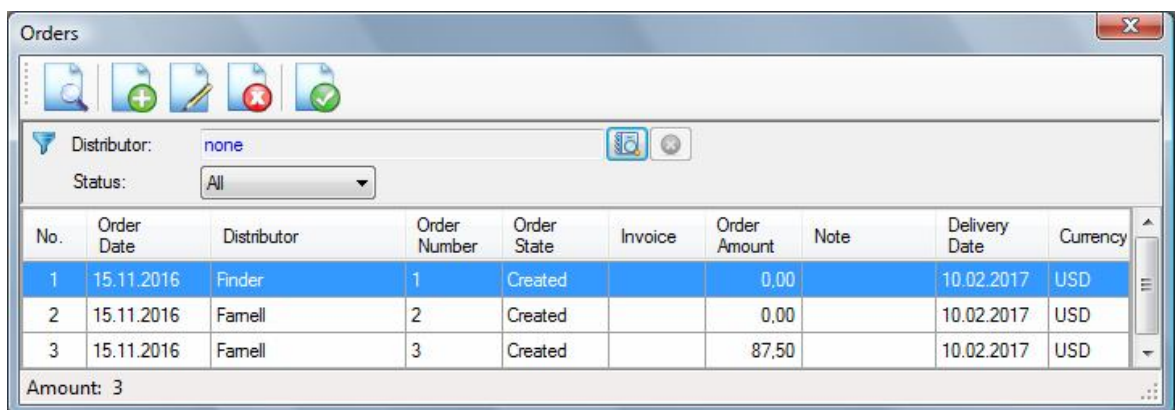 Orders
Distributor: none
Status: All
No. Order Date Distributor Order Number Order State Invoice Order Amount Note Delivery Date Currency
1 15.11.2016 Finder 1 Created 0,00 10.02.2017 USD
2 15.11.2016 Farnell 2 Created 0,00 10.02.2017 USD
3 15.11.2016 Farnell 3 Created 87,50 10.02.2017 USD
Amount: 3